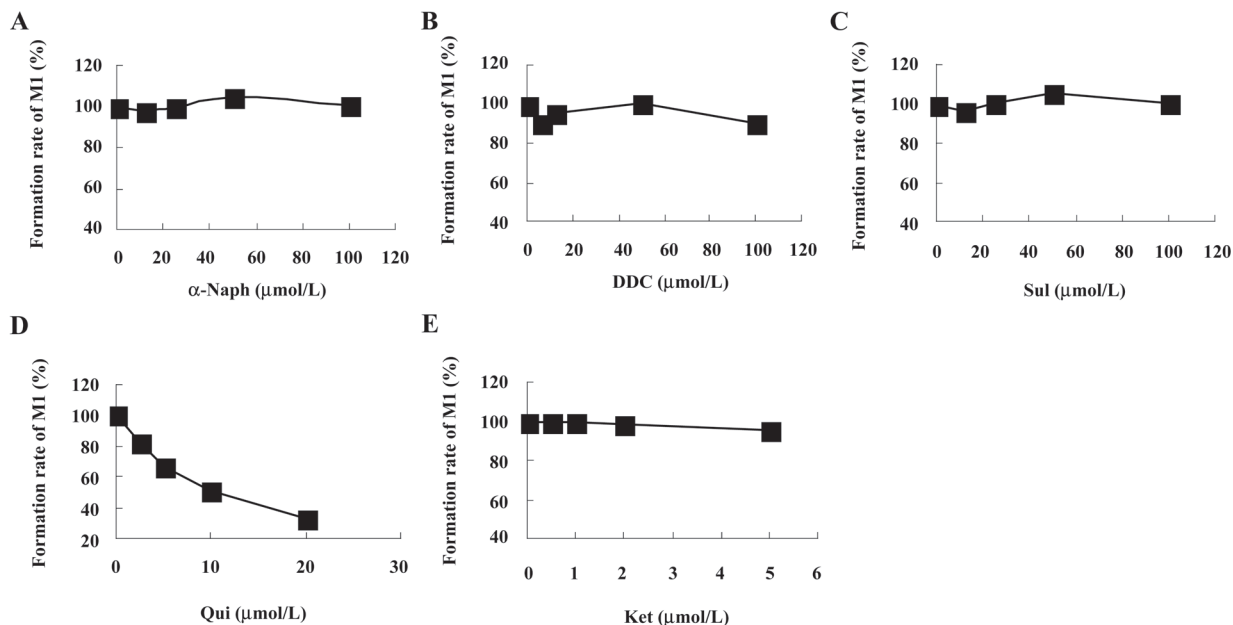 A
Formation rate of M1 (%)
120
100
80
60
40
0 20 40 60 80 100 120
α-Naph (μmol/L)
B
Formation rate of M1 (%)
120
100
80
60
40
0 20 40 60 80 100 120
DDC (μmol/L)
C
Formation rate of M1 (%)
120
100
80
60
40
0 20 40 60 80 100 120
Sul (μmol/L)
D
Formation rate of M1 (%)
120
100
80
60
40
20
0 10 20 30
Qui (μmol/L)
E
Formation rate of M1 (%)
120
100
80
60
40
0 1 2 3 4 5 6
Ket (μmol/L)